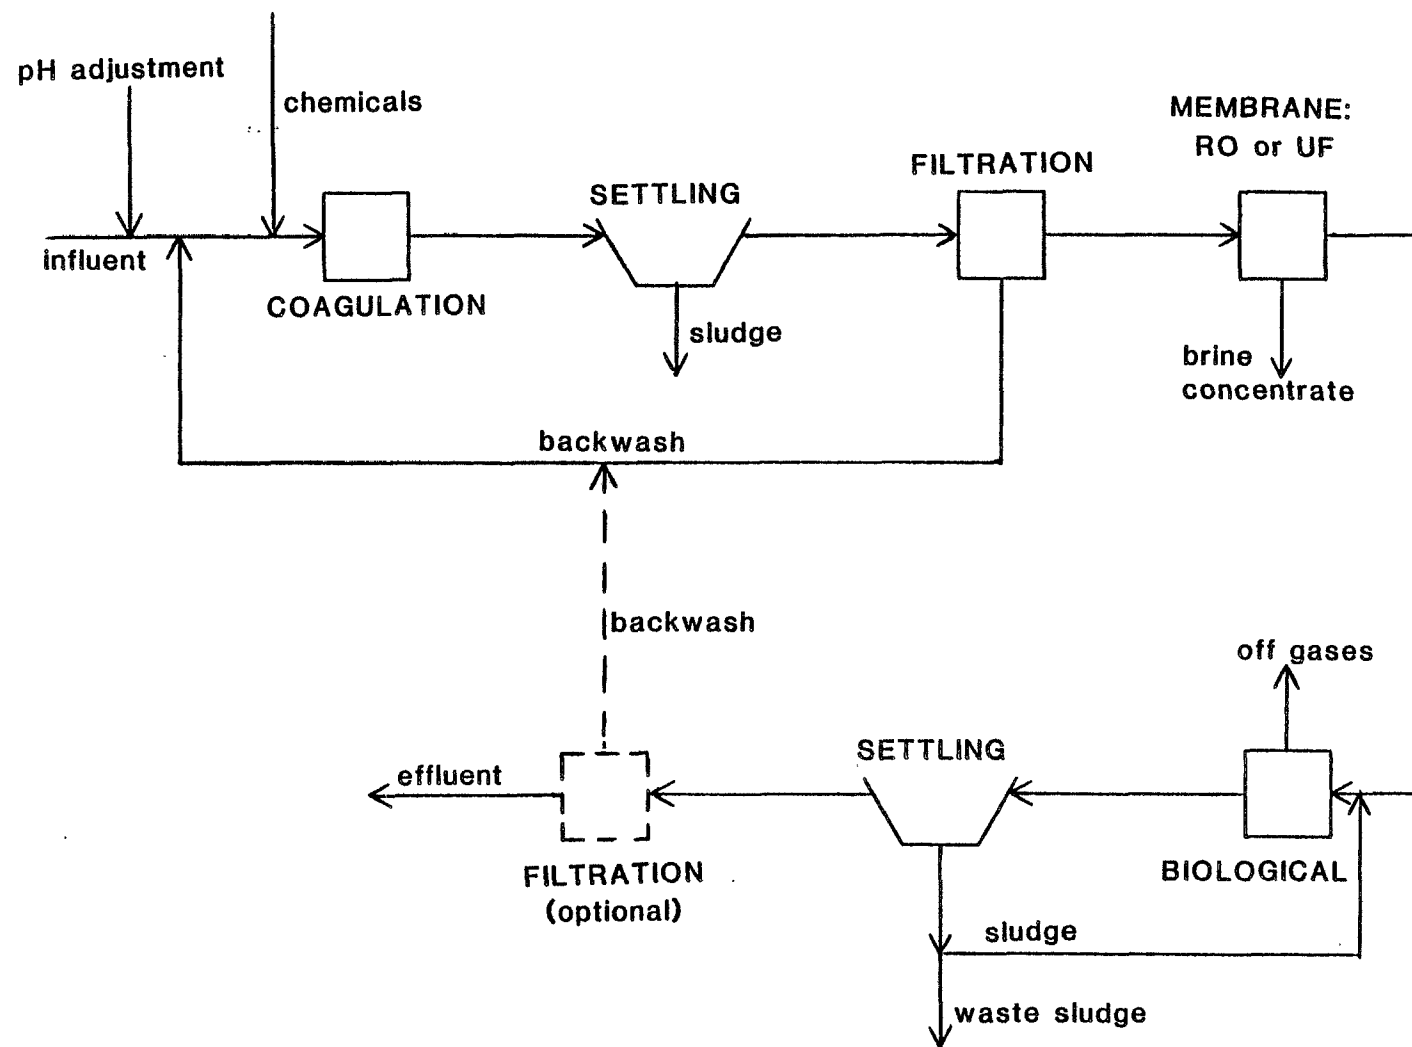 pH adjustment
chemicals
MEMBRANE:
RO or UF
FILTRATION
SETTLING
influent
COAGULATION
sludge
brine
concentrate
backwash
backwash
off gases
SETTLING
effluent
FILTRATION
(optional)
BIOLOGICAL
sludge
waste sludge